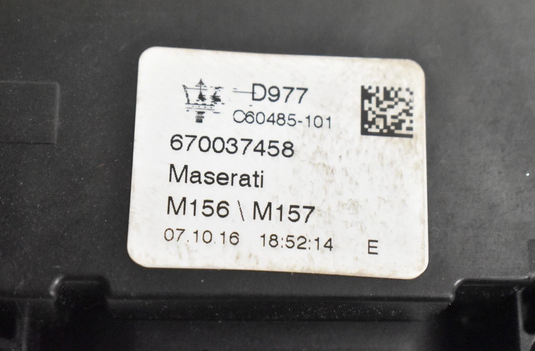 D977
C60485-101
670037458
Maserati
M156 \ M157
07.10.16 18:52:14 E